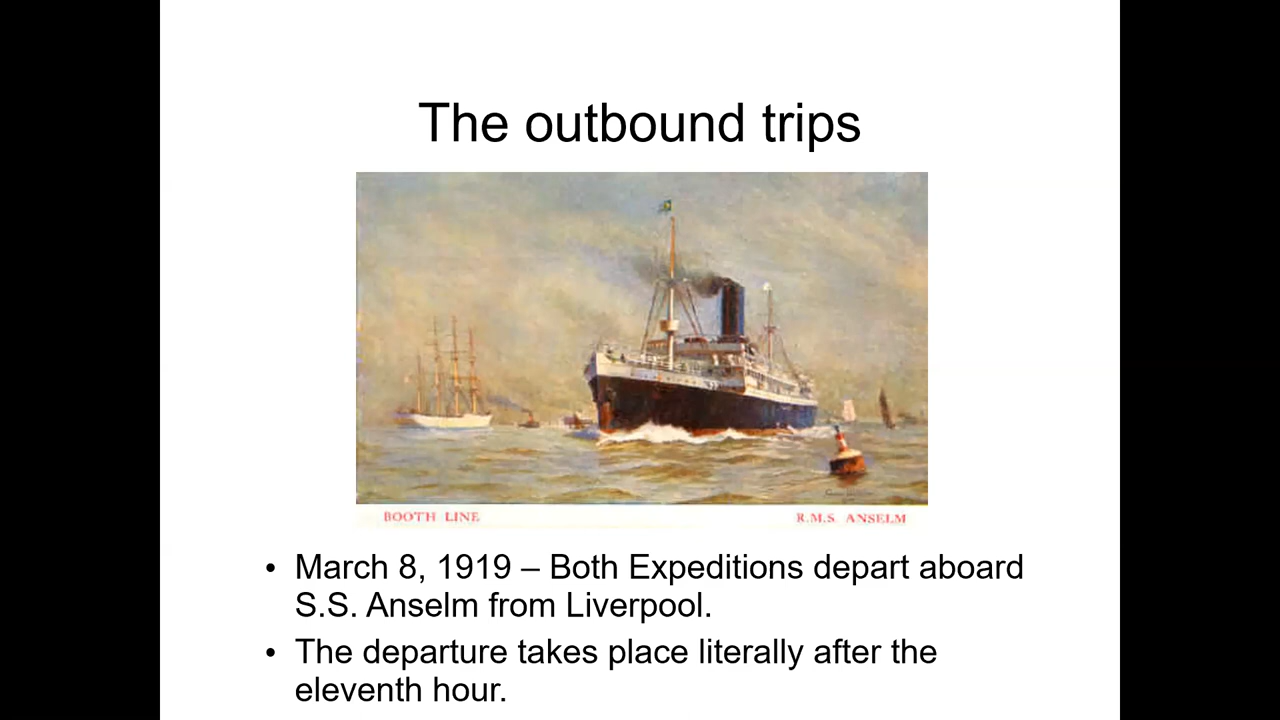 The outbound trips
BOOTH LINE
R.M.S. ANSELM
• March 8, 1919 – Both Expeditions depart aboard
S.S. Anselm from Liverpool.
• The departure takes place literally after the
eleventh hour.